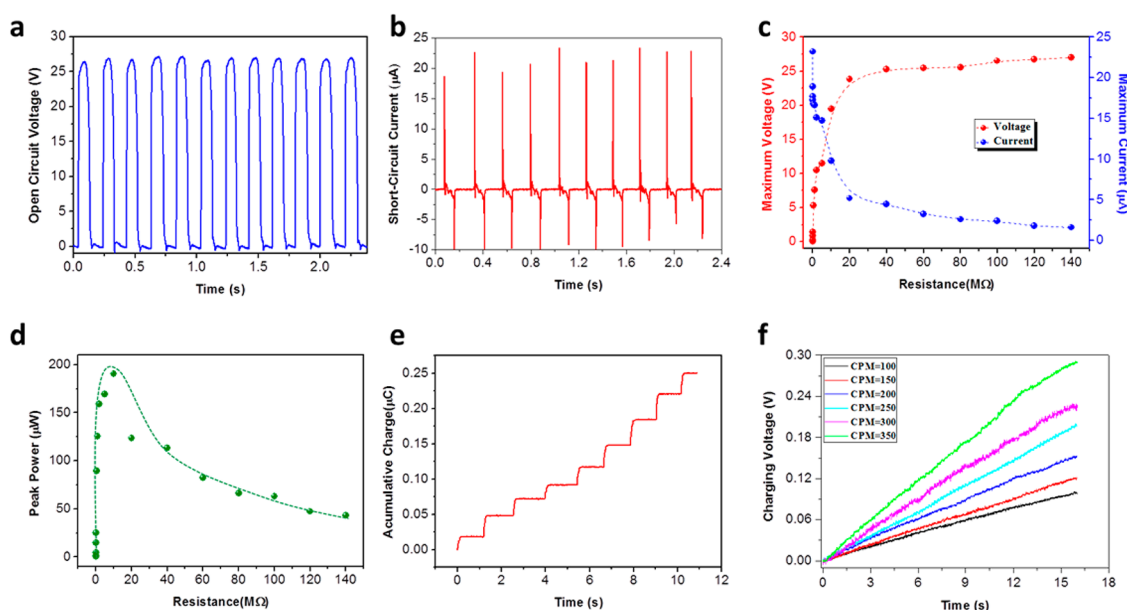 a
30
25
20
15
10
5
0
Open Circuit Voltage (V)
0.0 0.5 1.0 1.5 2.0
Time (s)
b
25
20
15
10
5
0
-5
-10
Short-Circuit Current (μA)
0.0 0.4 0.8 1.2 1.6 2.0 2.4
Time (s)
c
30
25
20
15
10
5
0
Maximum Voltage (V)
Voltage
Current
25
20
15
10
5
0
Maximum Current (μA)
0 20 40 60 80 100 120 140
Resistance(MΩ)
d
200
150
100
50
0
Peak Power (μW)
0 20 40 60 80 100 120 140
Resistance(MΩ)
e
0.25
0.20
0.15
0.10
0.05
0.00
Acumulative Charge(μC)
0 2 4 6 8 10 12
Time (s)
f
0.30
0.24
0.18
0.12
0.06
0.00
Charging Voltage (V)
CPM=100
CPM=150
CPM=200
CPM=250
CPM=300
CPM=350
0 3 6 9 12 15 18
Time (s)